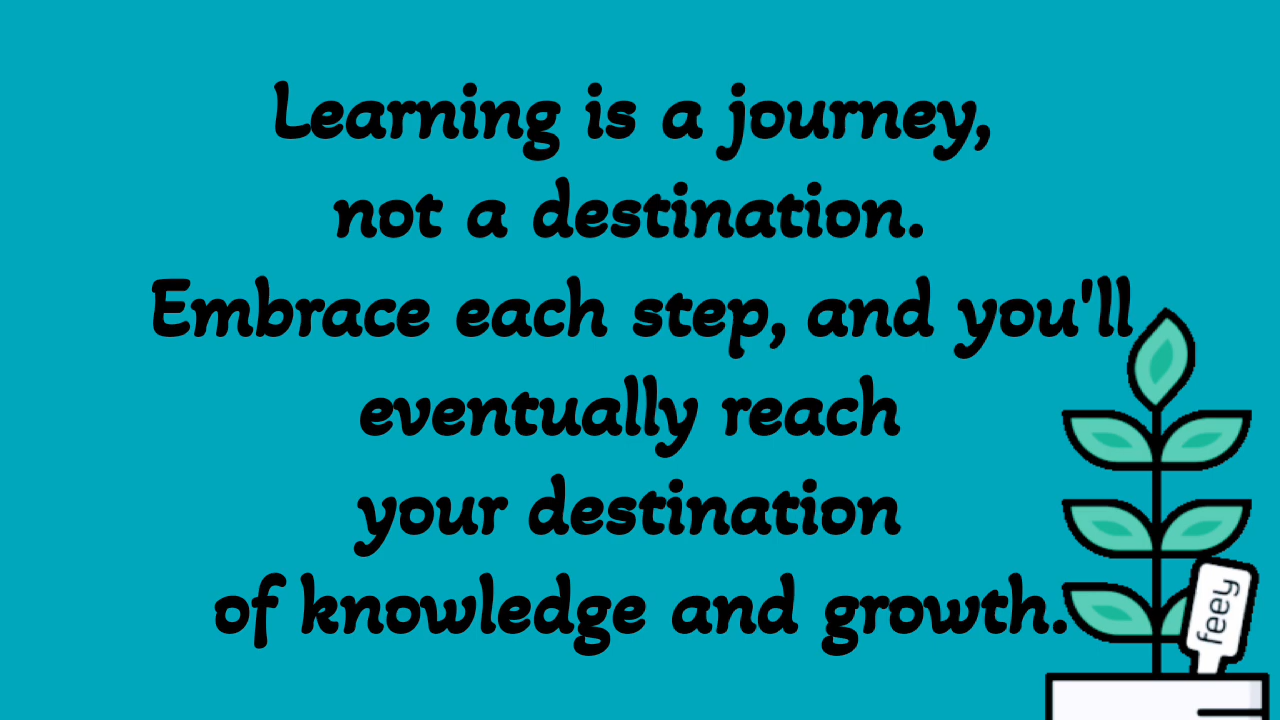 Learning is a journey,
not a destination.
Embrace each step, and you'll
eventually reach
your destination
of knowledge and growth.
feey